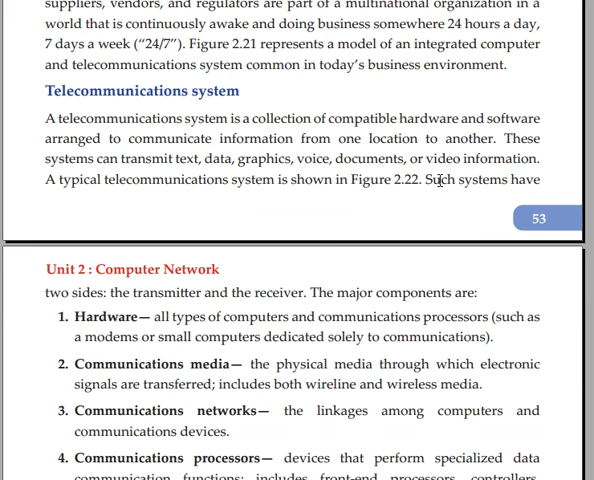 suppliers, vendors, and regulators are part of a multinational organization in a
world that is continuously awake and doing business somewhere 24 hours a day,
7 days a week (“24/7”). Figure 2.21 represents a model of an integrated computer
and telecommunications system common in today’s business environment.
Telecommunications system
A telecommunications system is a collection of compatible hardware and software
arranged to communicate information from one location to another. These
systems can transmit text, data, graphics, voice, documents, or video information.
A typical telecommunications system is shown in Figure 2.22. Such systems have
53
Unit 2 : Computer Network
two sides: the transmitter and the receiver. The major components are:
1. Hardware— all types of computers and communications processors (such as
a modems or small computers dedicated solely to communications).
2. Communications media— the physical media through which electronic
signals are transferred; includes both wireline and wireless media.
3. Communications networks— the linkages among computers and
communications devices.
4. Communications processors— devices that perform specialized data
communication functions; includes front-end processors, controllers,